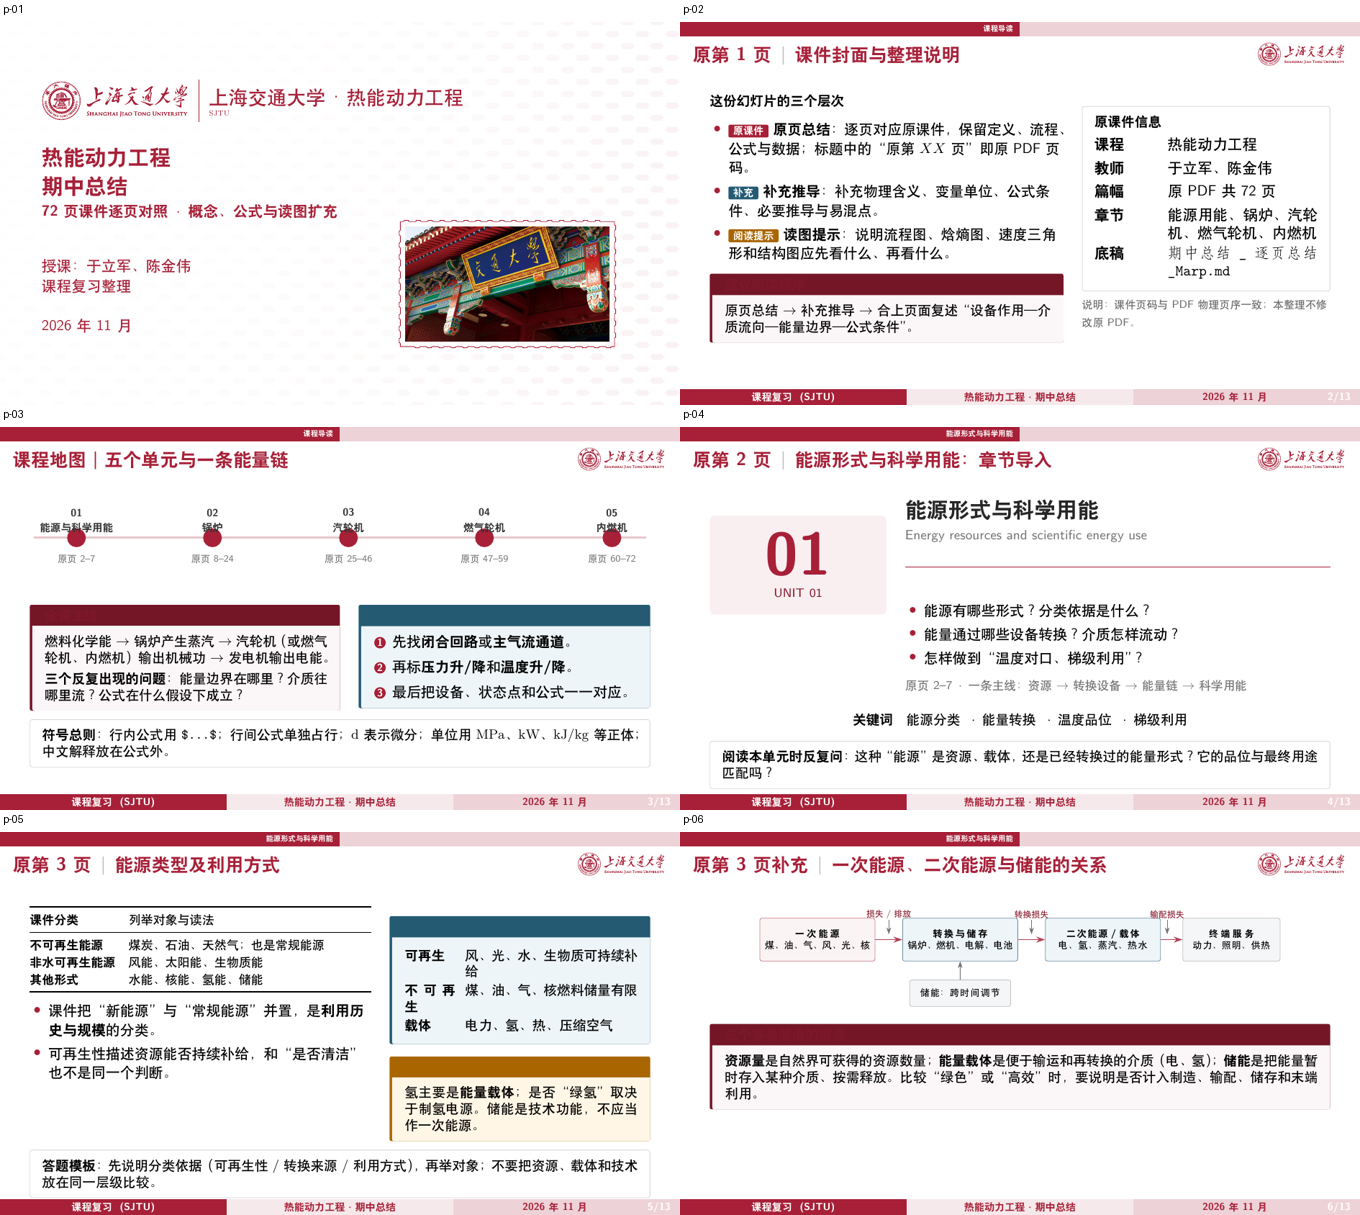 p-01
上海交通大学
SHANGHAI JIAO TONG UNIVERSITY
上海交通大学 · 热能动力工程
SJTU
热能动力工程
期中总结
72 页课件逐页对照 · 概念、公式与读图扩充
授课：于立军、陈金伟
课程复习整理
2026 年 11 月
交通大学
p-02
课程导读
原第 1 页 | 课件封面与整理说明
上海交通大学
SHANGHAI JIAO TONG UNIVERSITY
这份幻灯片的三个层次
• 原课件 原页总结：逐页对应原课件，保留定义、流程、
公式与数据；标题中的“原第 XX 页”即原 PDF 页
码。
• 补充 补充推导：补充物理含义、变量单位、公式条
件、必要推导与易混点。
• 阅读提示 读图提示：说明流程图、焓熵图、速度三角
形和结构图应先看什么、再看什么。
原页总结 → 补充推导 → 合上页面复述“设备作用—介
质流向—能量边界—公式条件”。
原课件信息
课程 热能动力工程
教师 于立军、陈金伟
篇幅 原 PDF 共 72 页
章节 能源用能、锅炉、汽轮
机、燃气轮机、内燃机
底稿 期中总结 _ 逐页总结
_Marp.md
说明：课件页码与 PDF 物理页序一致；本整理不修
改原 PDF。
课程复习 (SJTU)
热能动力工程 · 期中总结
2026 年 11 月
2/13
p-03
课程导读
课程地图 | 五个单元与一条能量链
上海交通大学
SHANGHAI JIAO TONG UNIVERSITY
01 02 03 04 05
能源与科学用能 锅炉 汽轮机 燃气轮机 内燃机
原页 2–7 原页 8–24 原页 25–46 原页 47–59 原页 60–72
燃料化学能 → 锅炉产生蒸汽 → 汽轮机 (或燃气
轮机、内燃机) 输出机械功 → 发电机输出电能。
三个反复出现的问题：能量边界在哪里？介质往
哪里流？公式在什么假设下成立？
1 先找闭合回路或主气流通道。
2 再标压力升/降和温度升/降。
3 最后把设备、状态点和公式一一对应。
符号总则：行内公式用 $...$；行间公式单独占行；d 表示微分；单位用 MPa、kW、kJ/kg 等正体；
中文解释放在公式外。
课程复习 (SJTU)
热能动力工程 · 期中总结
2026 年 11 月
3/13
p-04
能源形式与科学用能
原第 2 页 | 能源形式与科学用能：章节导入
上海交通大学
SHANGHAI JIAO TONG UNIVERSITY
01
UNIT 01
能源形式与科学用能
Energy resources and scientific energy use
• 能源有哪些形式？分类依据是什么？
• 能量通过哪些设备转换？介质怎样流动？
• 怎样做到“温度对口、梯级利用”？
原页 2–7 · 一条主线：资源 → 转换设备 → 能量链 → 科学用能
关键词 能源分类 · 能量转换 · 温度品位 · 梯级利用
阅读本单元时反复问：这种“能源”是资源、载体，还是已经转换过的能量形式？它的品位与最终用途
匹配吗？
课程复习 (SJTU)
热能动力工程 · 期中总结
2026 年 11 月
4/13
p-05
能源形式与科学用能
原第 3 页 | 能源类型及利用方式
上海交通大学
SHANGHAI JIAO TONG UNIVERSITY
课件分类 列举对象与读法
不可再生能源 煤炭、石油、天然气；也是常规能源
非水可再生能源 风能、太阳能、生物质能
其他形式 水能、核能、氢能、储能
• 课件把“新能源”与“常规能源”并置，是利用历
史与规模的分类。
• 可再生性描述资源能否持续补给，和“是否清洁”
也不是同一个判断。
可再生 风、光、水、生物质可持续补
给
不可再 煤、油、气、核燃料储量有限
生
载体 电力、氢、热、压缩空气
氢主要是能量载体；是否“绿氢”取决
于制氢电源。储能是技术功能，不应当
作一次能源。
答题模板：先说明分类依据 (可再生性 / 转换来源 / 利用方式)，再举对象；不要把资源、载体和技术
放在同一层级比较。
课程复习 (SJTU)
热能动力工程 · 期中总结
2026 年 11 月
5/13
p-06
能源形式与科学用能
原第 3 页补充 | 一次能源、二次能源与储能的关系
上海交通大学
SHANGHAI JIAO TONG UNIVERSITY
损失 / 排放 转换损失 输配损失
一次能源 转换与储存 二次能源 / 载体 终端服务
煤、油、气、风、光、核 锅炉、燃机、电解、电池 电、氢、蒸汽、热水 动力、照明、供热
储能：跨时间调节
资源量是自然界可获得的资源数量；能量载体是便于输运和再转换的介质 (电、氢)；储能是把能量暂
时存入某种介质、按需释放。比较“绿色”或“高效”时，要说明是否计入制造、输配、储存和末端
利用。
课程复习 (SJTU)
热能动力工程 · 期中总结
2026 年 11 月
6/13